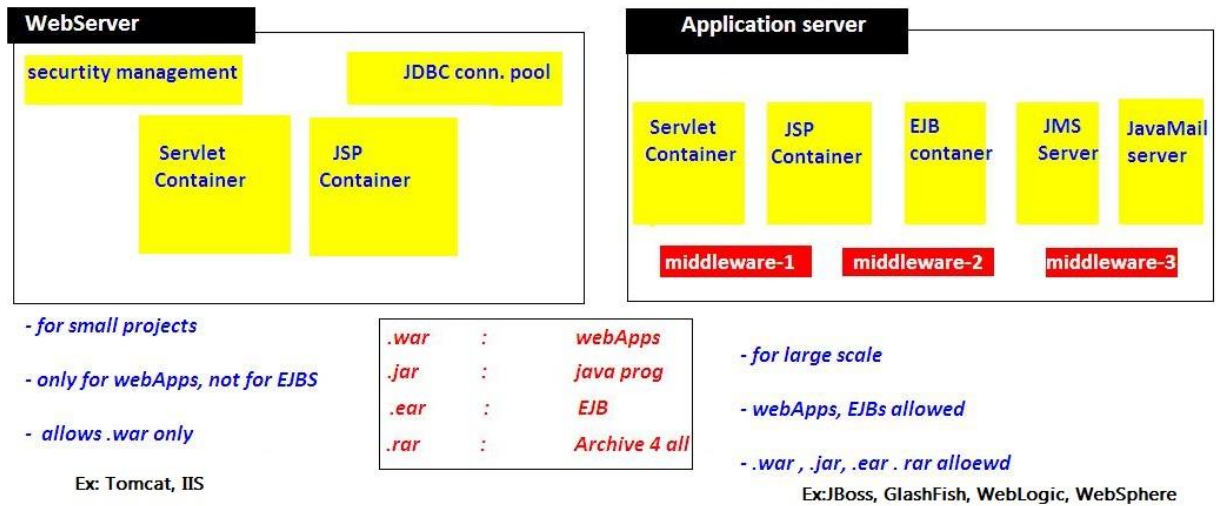 WebServer
securtity management
JDBC conn. pool
Servlet
Container
JSP
Container
- for small projects
- only for webApps, not for EJBS
- allows .war only
Ex: Tomcat, IIS
.war : webApps
.jar : java prog
.ear : EJB
.rar : Archive 4 all
Application server
Servlet
Container
JSP
Container
EJB
contaner
JMS
Server
JavaMail
server
middleware-1
middleware-2
middleware-3
- for large scale
- webApps, EJBs allowed
- .war , .jar, .ear . rar alloewd
Ex:JBoss, GlashFish, WebLogic, WebSphere